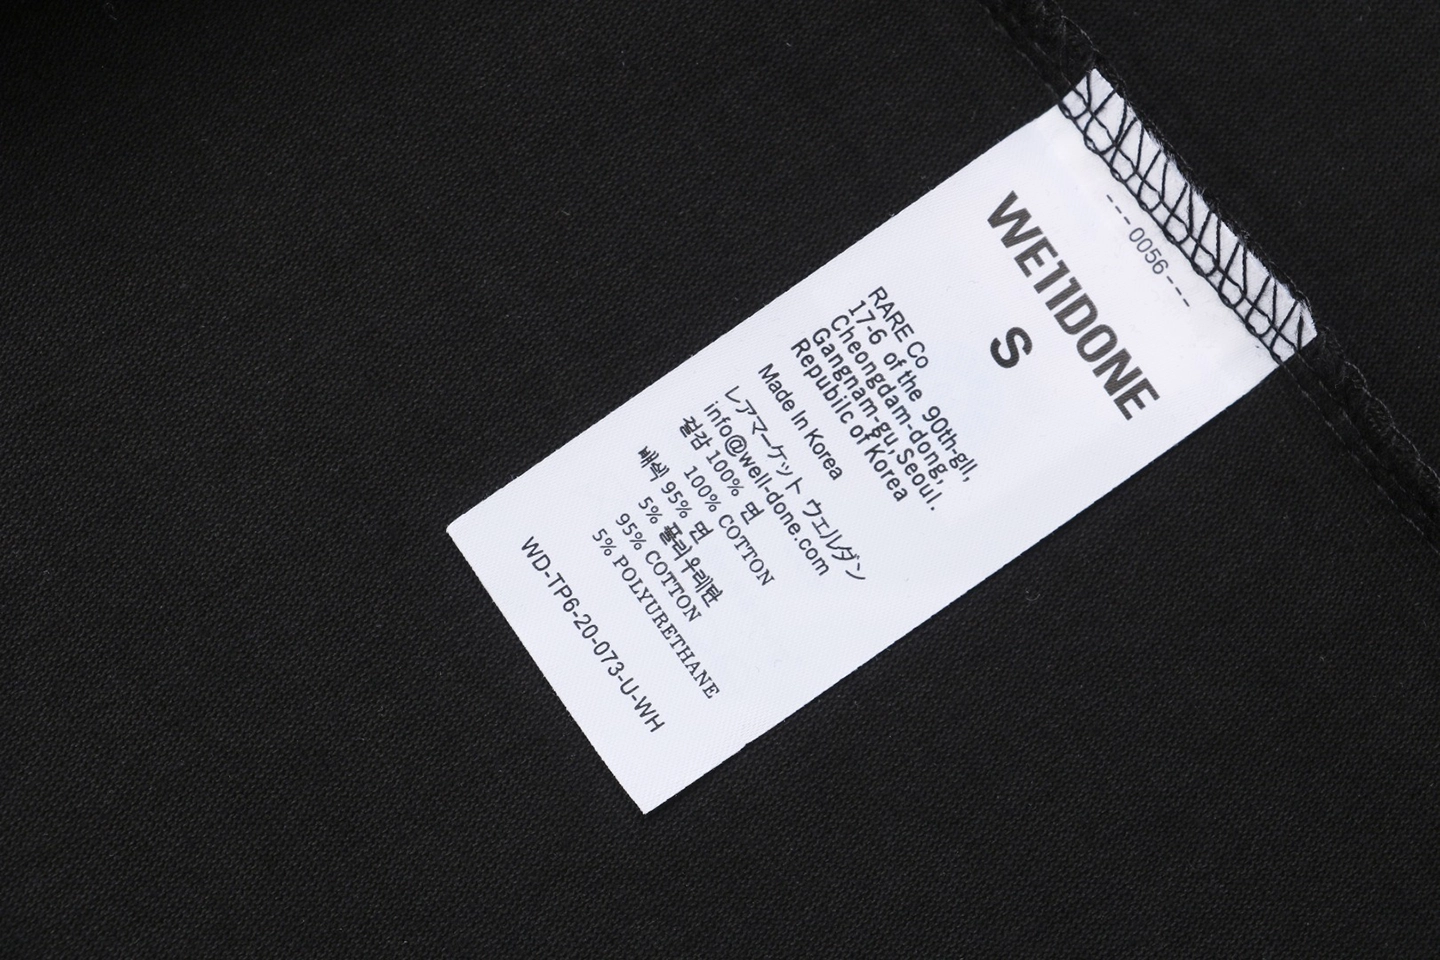 ---0056---
WE11DONE
S
RARE Co
17-6 of the 90th-gil,
Cheongdam-dong,
Gangnam-gu,Seoul.
Repubilc of Korea
Made In Korea
レアマーケット ウェルダン
info@well-done.com
겉감 100% 면
100% COTTON
배색 95% 면
5% 폴리우레탄
95% COTTON
5% POLYURETHANE
WD-TP6-20-073-U-WH